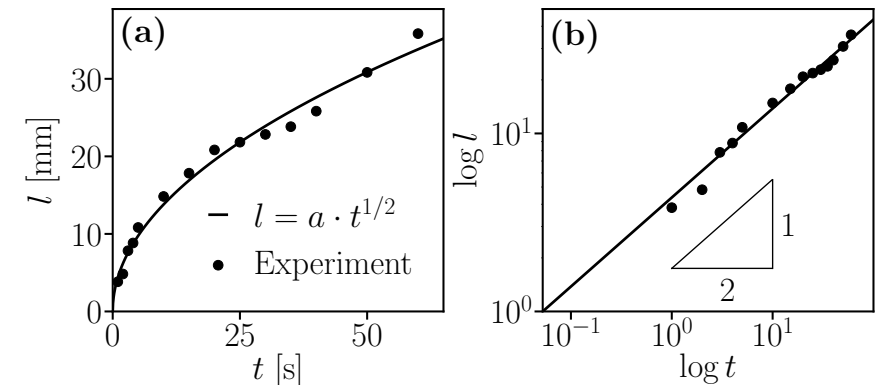 (a)
30
20
10
0
l [mm]
l = a · t^{1/2}
Experiment
0
25
50
t [s]
(b)
10^1
10^0
log l
1
2
10^{-1}
10^0
10^1
log t